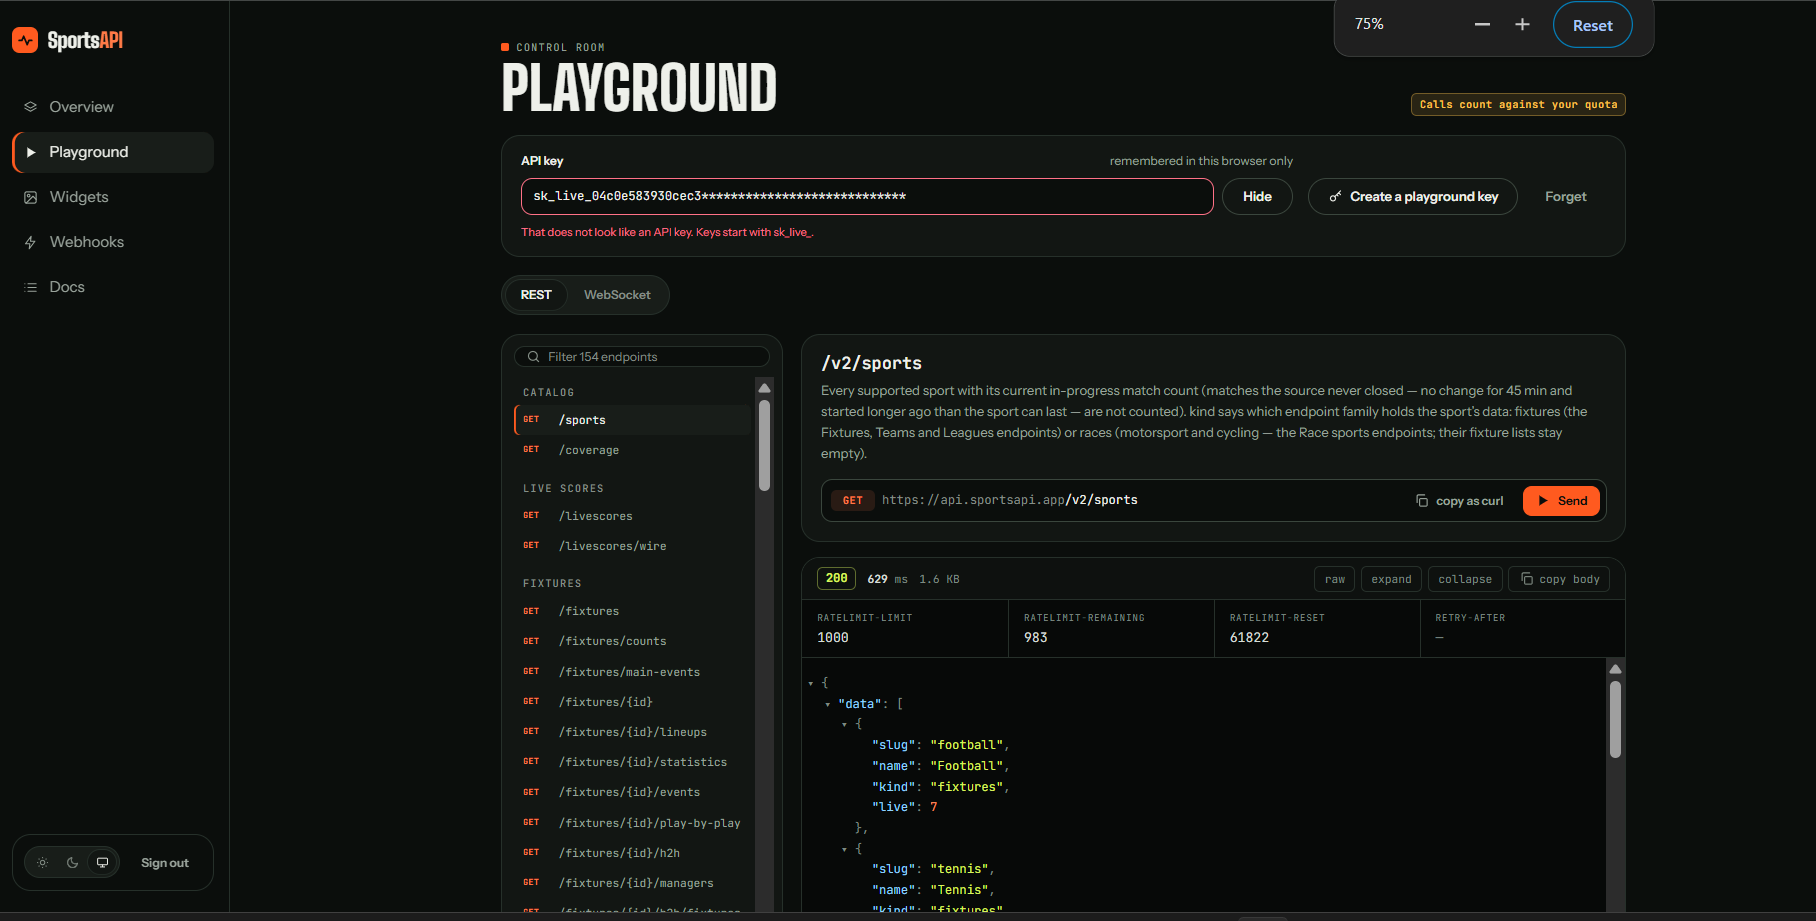 75%
Reset
SportsAPI
Overview
Playground
Widgets
Webhooks
Docs
Sign out
CONTROL ROOM
PLAYGROUND
Calls count against your quota
API key
remembered in this browser only
sk_live_04c0e583930cec3****************************
Hide
Create a playground key
Forget
That does not look like an API key. Keys start with sk_live_.
REST
WebSocket
Filter 154 endpoints
CATALOG
GET /sports
GET /coverage
LIVE SCORES
GET /livescores
GET /livescores/wire
FIXTURES
GET /fixtures
GET /fixtures/counts
GET /fixtures/main-events
GET /fixtures/{id}
GET /fixtures/{id}/lineups
GET /fixtures/{id}/statistics
GET /fixtures/{id}/events
GET /fixtures/{id}/play-by-play
GET /fixtures/{id}/h2h
GET /fixtures/{id}/managers
GET /fixtures/{id}/h2h/fixtures
/v2/sports
Every supported sport with its current in-progress match count (matches the source never closed — no change for 45 min and
started longer ago than the sport can last — are not counted). kind says which endpoint family holds the sport's data: fixtures (the
Fixtures, Teams and Leagues endpoints) or races (motorsport and cycling — the Race sports endpoints; their fixture lists stay
empty).
GET https://api.sportsapi.app/v2/sports
copy as curl
Send
200 629 ms 1.6 KB
raw
expand
collapse
copy body
RATELIMIT-LIMIT
1000
RATELIMIT-REMAINING
983
RATELIMIT-RESET
61822
RETRY-AFTER
—
{
"data": [
{
"slug": "football",
"name": "Football",
"kind": "fixtures",
"live": 7
},
{
"slug": "tennis",
"name": "Tennis",
"kind": "fixtures"